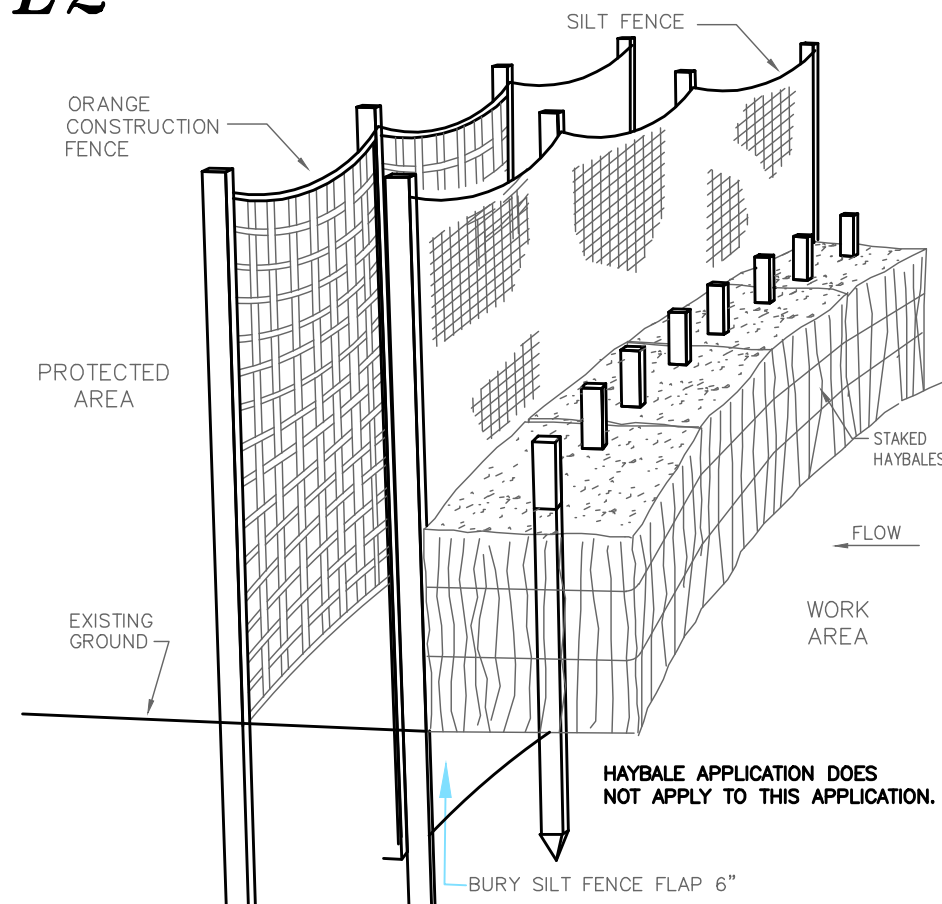 SILT FENCE
ORANGE
CONSTRUCTION
FENCE
PROTECTED
AREA
STAKED
HAYBALES
FLOW
EXISTING
GROUND
WORK
AREA
HAYBALE APPLICATION DOES
NOT APPLY TO THIS APPLICATION.
BURY SILT FENCE FLAP 6"